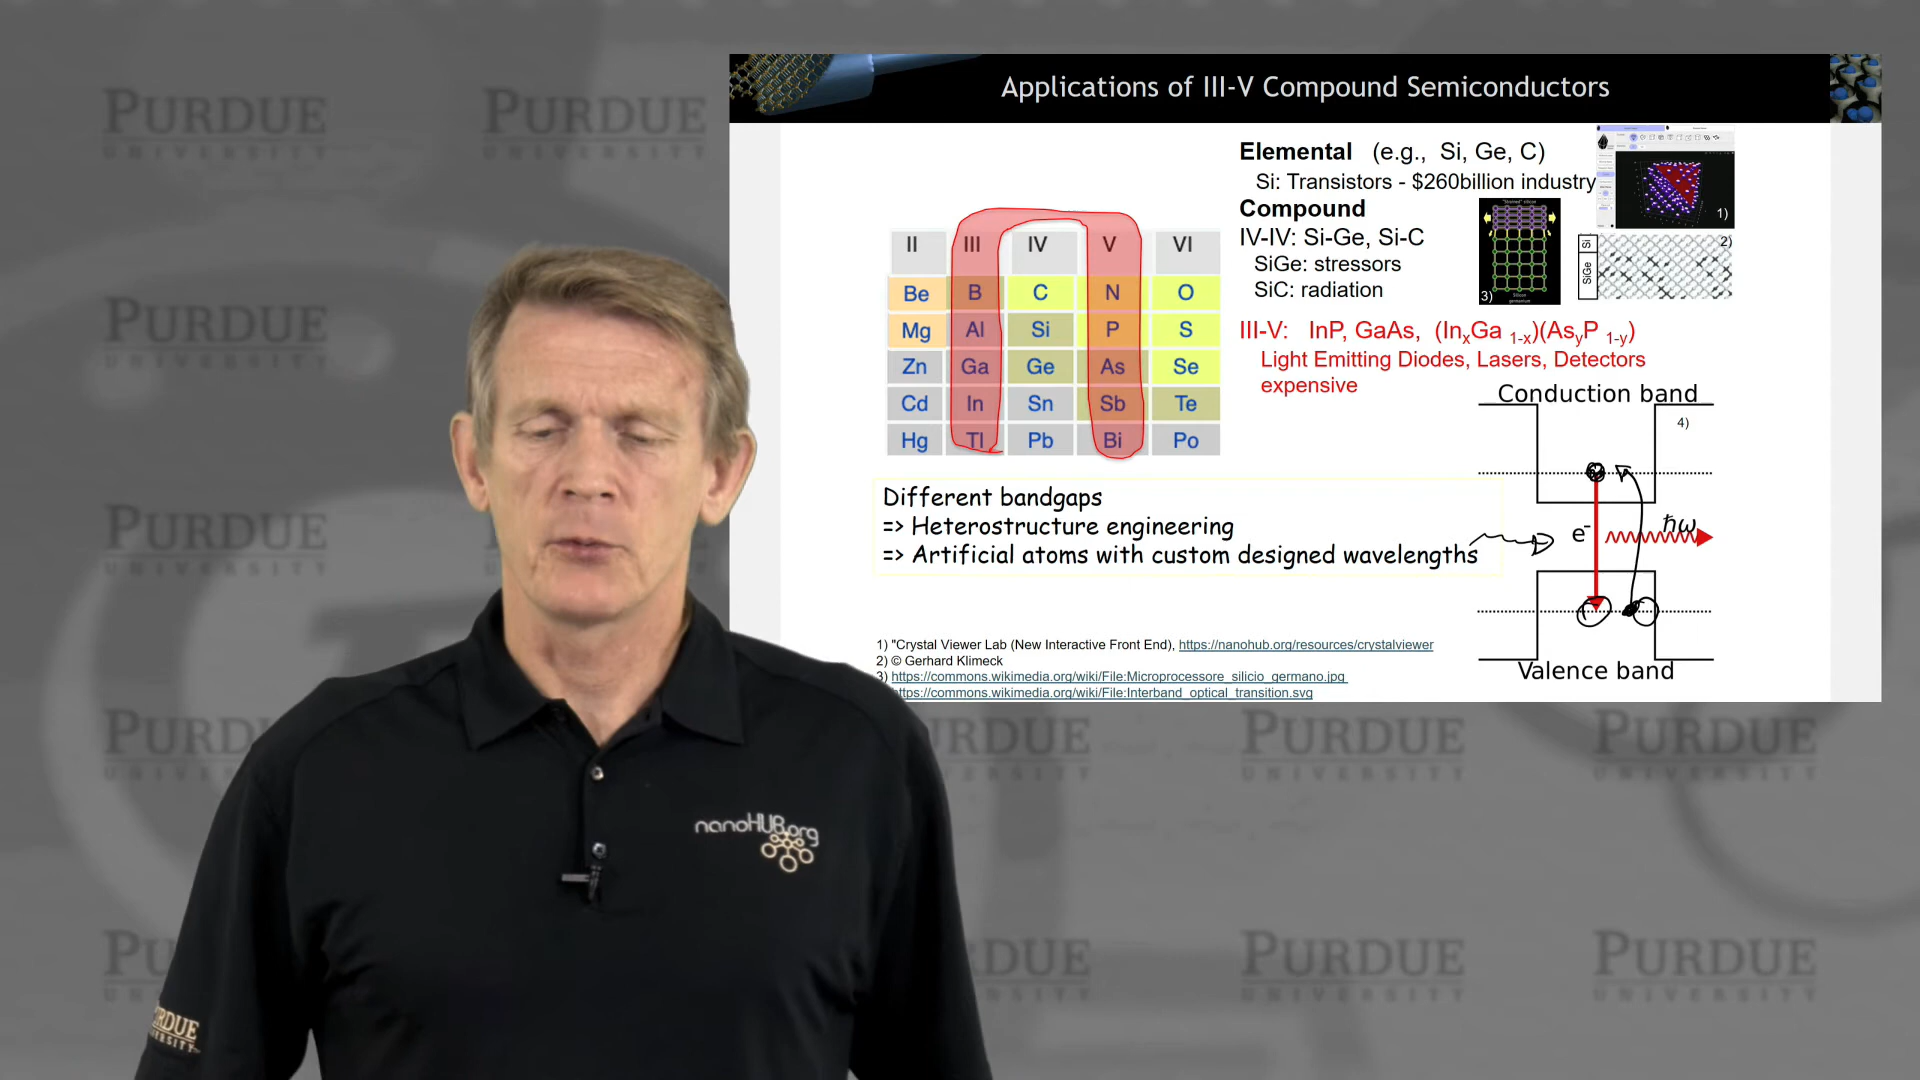 Applications of III-V Compound Semiconductors
Elemental (e.g., Si, Ge, C)
Si: Transistors - $260billion industry
Compound
IV-IV: Si-Ge, Si-C
SiGe: stressors
SiC: radiation
1)
2)
Si
SiGe
"Strained" silicon
3)
Silicon
germanium
III-V: InP, GaAs, (InxGa 1-x)(AsyP 1-y)
Light Emitting Diodes, Lasers, Detectors
expensive
II III IV V VI
Be B C N O
Mg Al Si P S
Zn Ga Ge As Se
Cd In Sn Sb Te
Hg Tl Pb Bi Po
Conduction band
4)
e-
ħω
Valence band
Different bandgaps
=> Heterostructure engineering
=> Artificial atoms with custom designed wavelengths
1) "Crystal Viewer Lab (New Interactive Front End), https://nanohub.org/resources/crystalviewer
2) © Gerhard Klimeck
3) https://commons.wikimedia.org/wiki/File:Microprocessore_silicio_germano.jpg
https://commons.wikimedia.org/wiki/File:Interband_optical_transition.svg
nanoHUB.org
PURDUE
UNIVERSITY